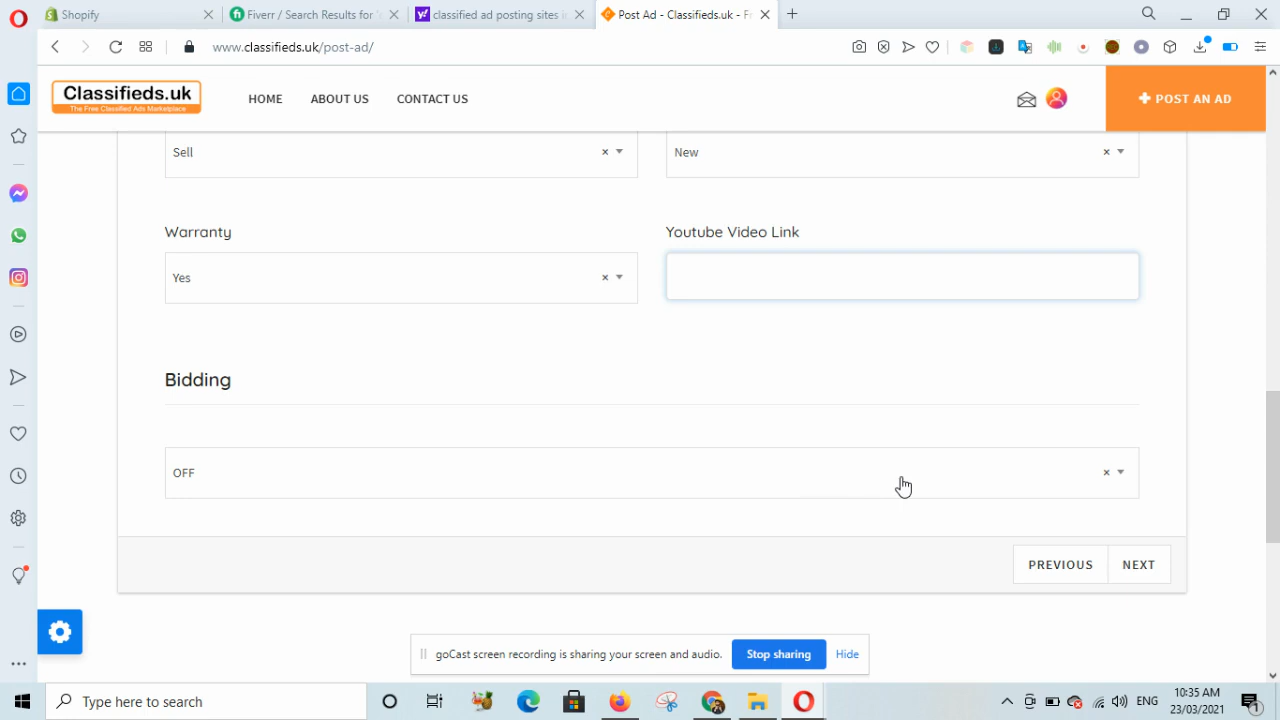 Shopify
Fiverr / Search Results for '
classified ad posting sites in
Post Ad - Classifieds.uk - Fr
www.classifieds.uk/post-ad/
Classifieds.uk
The Free Classified Ads Marketplace
HOME
ABOUT US
CONTACT US
POST AN AD
Sell
New
Warranty
Youtube Video Link
Yes
Bidding
OFF
PREVIOUS
NEXT
goCast screen recording is sharing your screen and audio.
Stop sharing
Hide
Type here to search
ENG
10:35 AM
23/03/2021
1